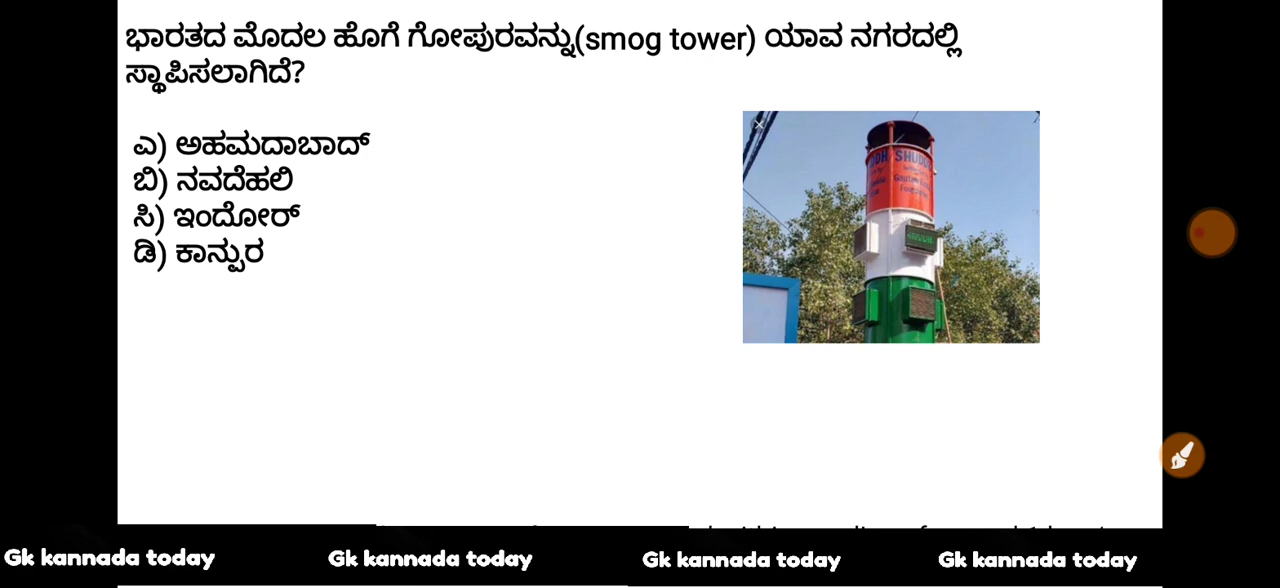 ಭಾರತದ ಮೊದಲ ಹೊಗೆ ಗೋಪುರವನ್ನು(smog tower) ಯಾವ ನಗರದಲ್ಲಿ
ಸ್ಥಾಪಿಸಲಾಗಿದೆ?
ಎ) ಅಹಮದಾಬಾದ್
ಬಿ) ನವದೆಹಲಿ
ಸಿ) ಇಂದೋರ್
ಡಿ) ಕಾನ್ಪುರ
Gk kannada today Gk kannada today Gk kannada today Gk kannada today